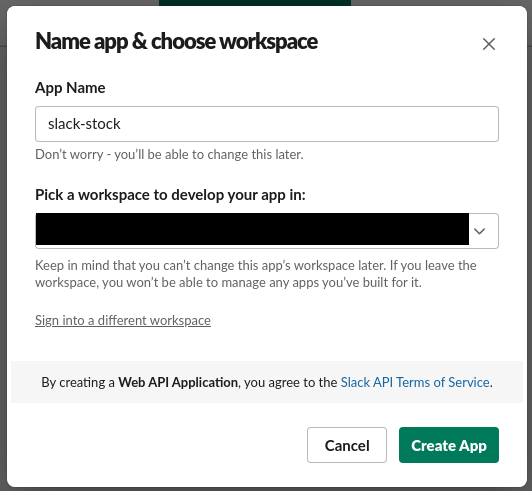 Name app & choose workspace
App Name
slack-stock
Don’t worry - you’ll be able to change this later.
Pick a workspace to develop your app in:
Keep in mind that you can’t change this app’s workspace later. If you leave the
workspace, you won’t be able to manage any apps you’ve built for it.
Sign into a different workspace
By creating a Web API Application, you agree to the Slack API Terms of Service.
Cancel
Create App